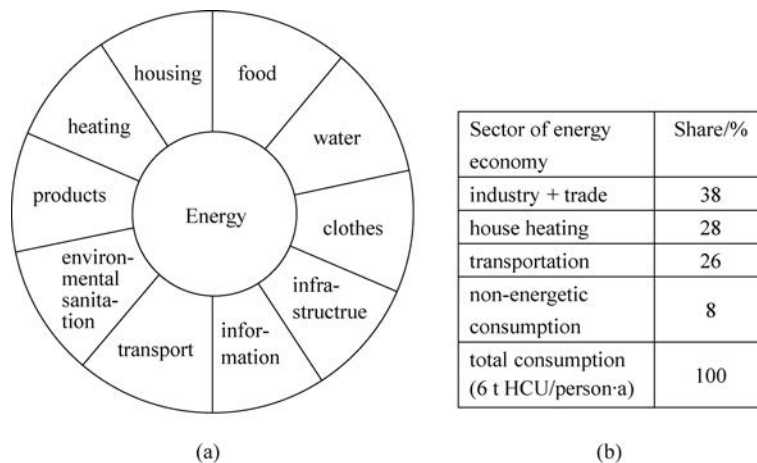 housing
food
heating
water
products
Energy
clothes
environ-
mental
sanita-
tion
infra-
structrue
transport
infor-
mation
(a)
Sector of energy
economy
Share/%
industry + trade
38
house heating
28
transportation
26
non-energetic
consumption
8
total consumption
(6 t HCU/person·a)
100
(b)